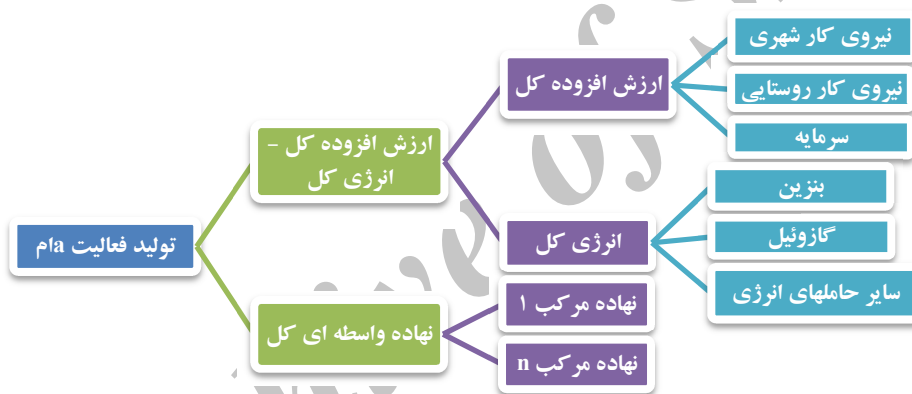 تولید فعالیت aام
ارزش افزوده کل –
انرژی کل
نهاده واسطه ای کل
ارزش افزوده کل
انرژی کل
نهاده مرکب ۱
نهاده مرکب n
نیروی کار شهری
نیروی کار روستایی
سرمایه
بنزین
گازوئیل
سایر حاملهای انرژی